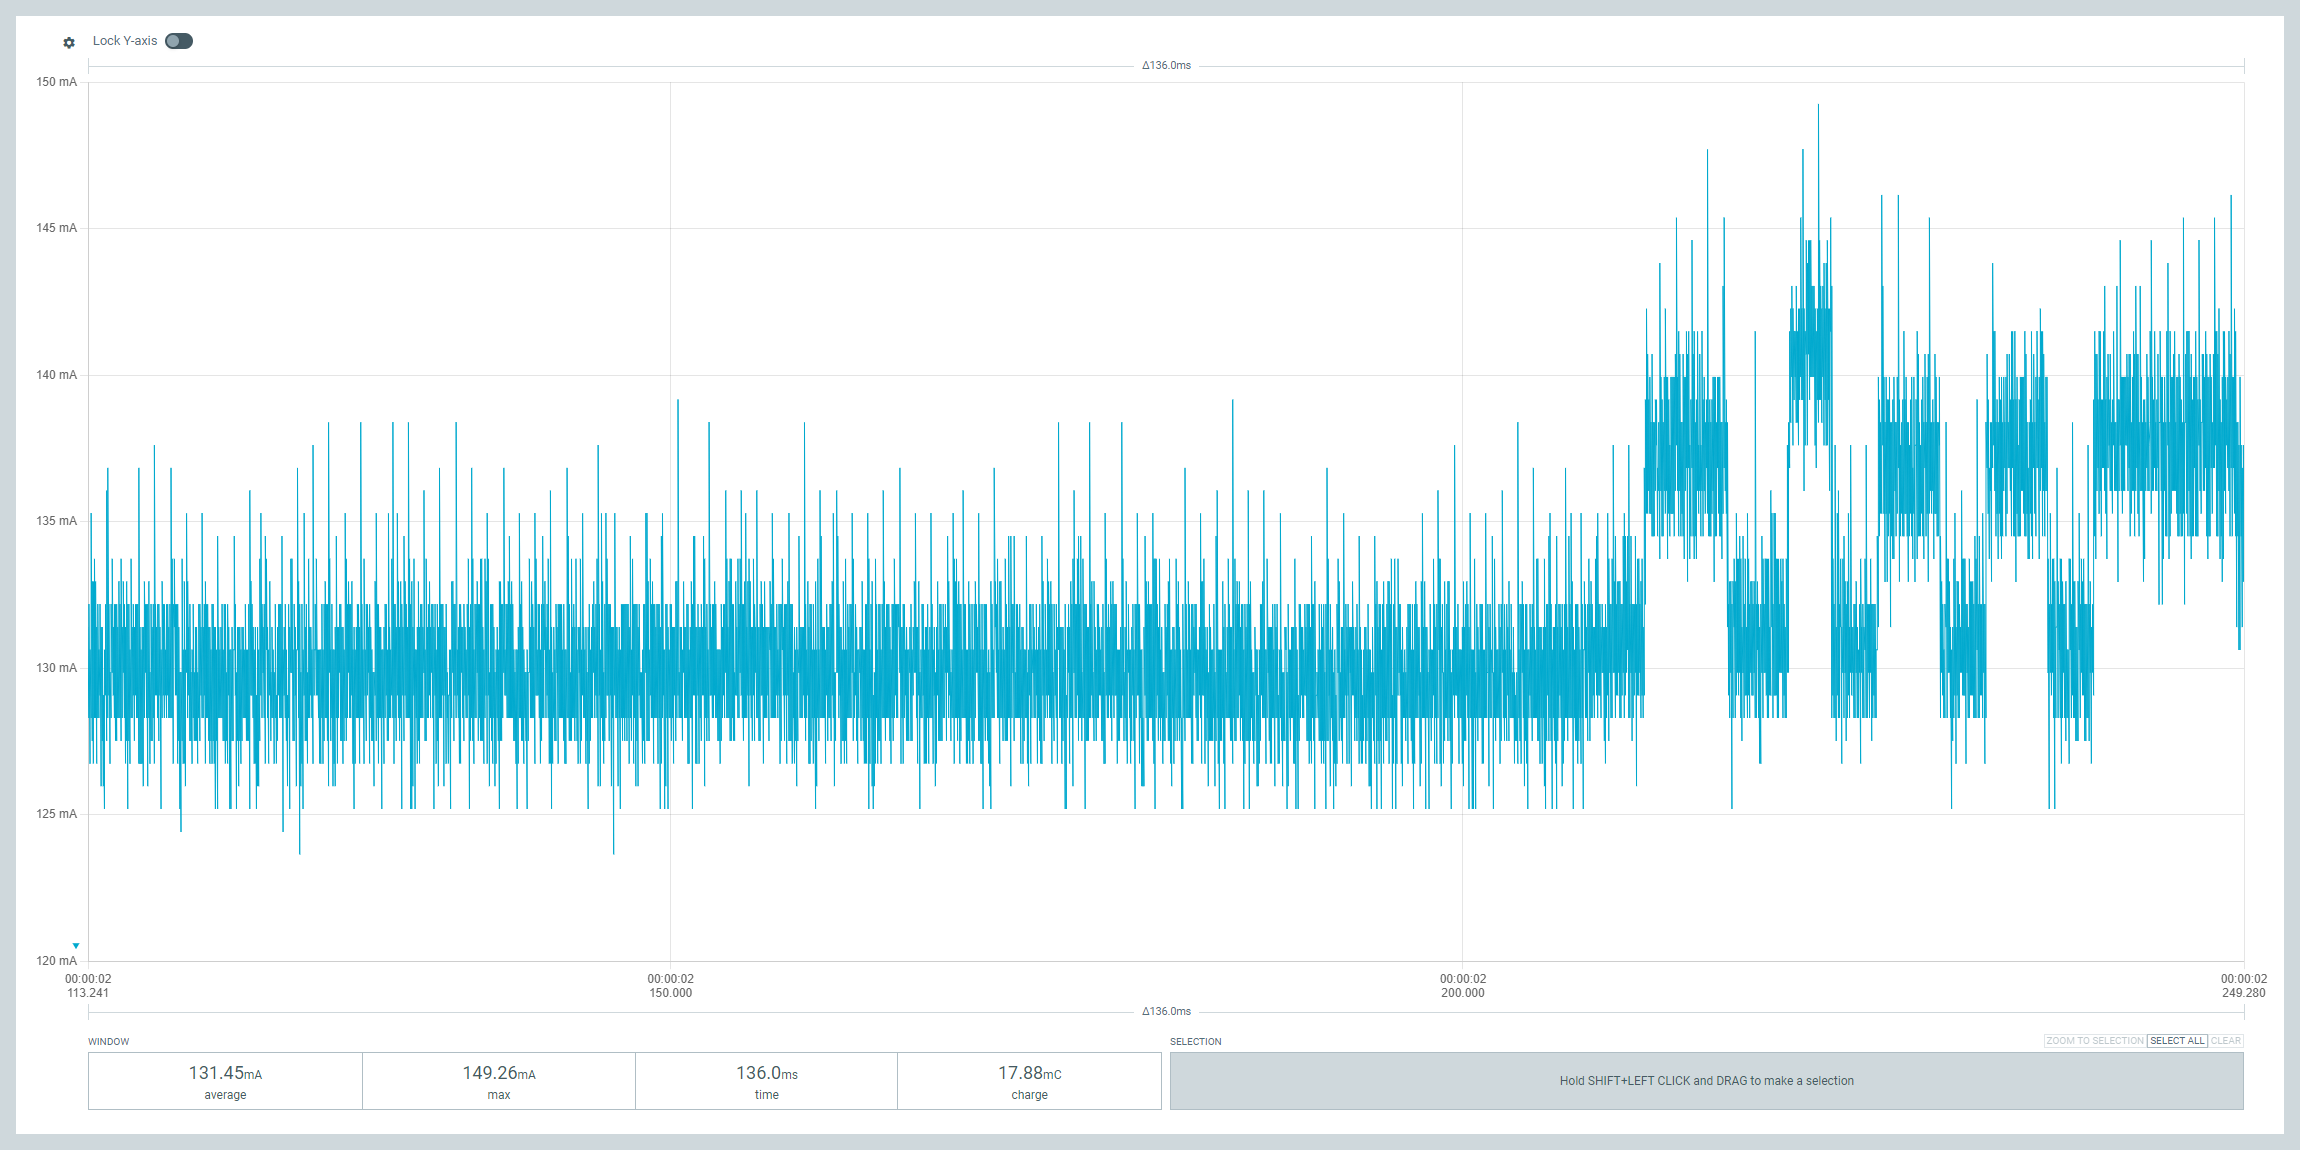 Lock Y-axis
Δ136.0ms
150 mA
145 mA
140 mA
135 mA
130 mA
125 mA
120 mA
00:00:02 00:00:02 00:00:02 00:00:02
113.241 150.000 200.000 249.280
Δ136.0ms
WINDOW SELECTION ZOOM TO SELECTION SELECT ALL CLEAR
131.45mA 149.26mA 136.0ms 17.88mC
average max time charge
Hold SHIFT+LEFT CLICK and DRAG to make a selection